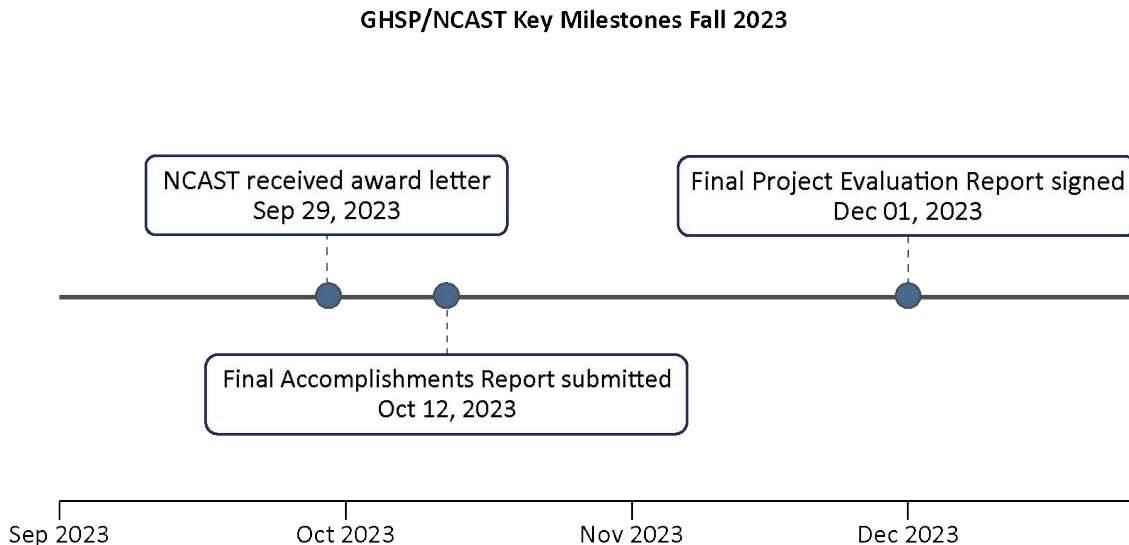 GHSP/NCAST Key Milestones Fall 2023
NCAST received award letter
Sep 29, 2023
Final Project Evaluation Report signed
Dec 01, 2023
Final Accomplishments Report submitted
Oct 12, 2023
Sep 2023
Oct 2023
Nov 2023
Dec 2023